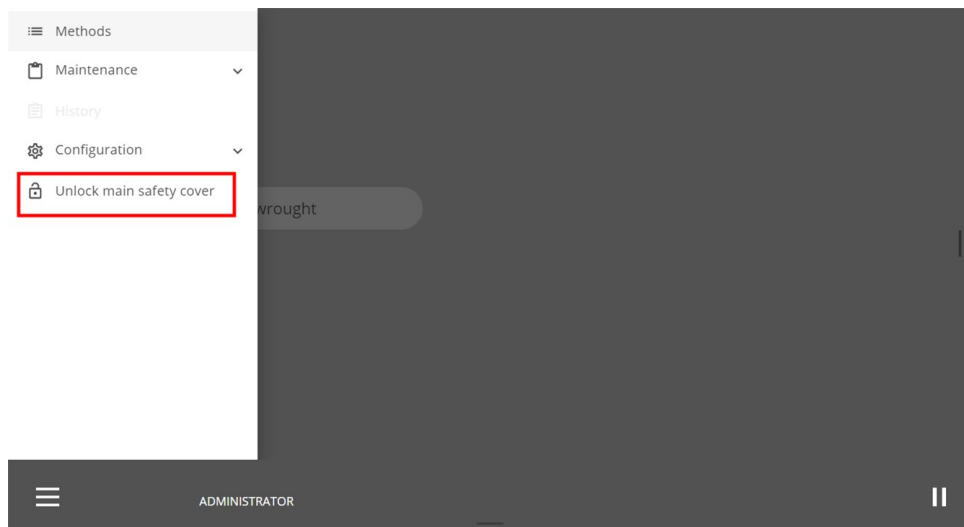 Methods
Maintenance
History
Configuration
Unlock main safety cover
wrought
ADMINISTRATOR